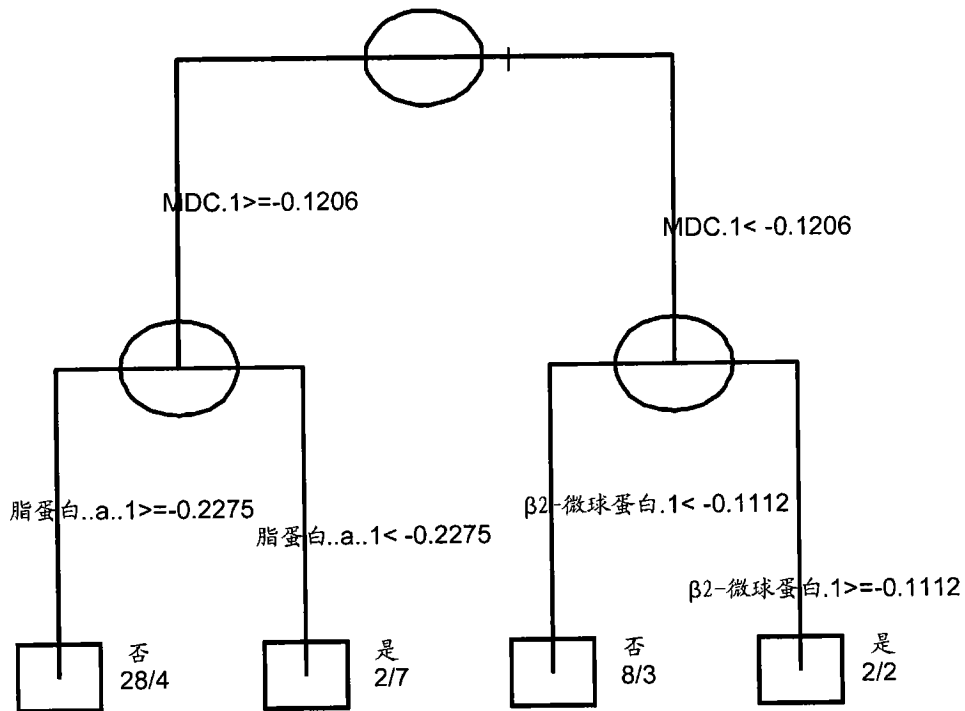 MDC.1>=-0.1206
MDC.1< -0.1206
脂蛋白..a..1>=-0.2275
脂蛋白..a..1< -0.2275
β2-微球蛋白.1< -0.1112
β2-微球蛋白.1>=-0.1112
否
28/4
是
2/7
否
8/3
是
2/2